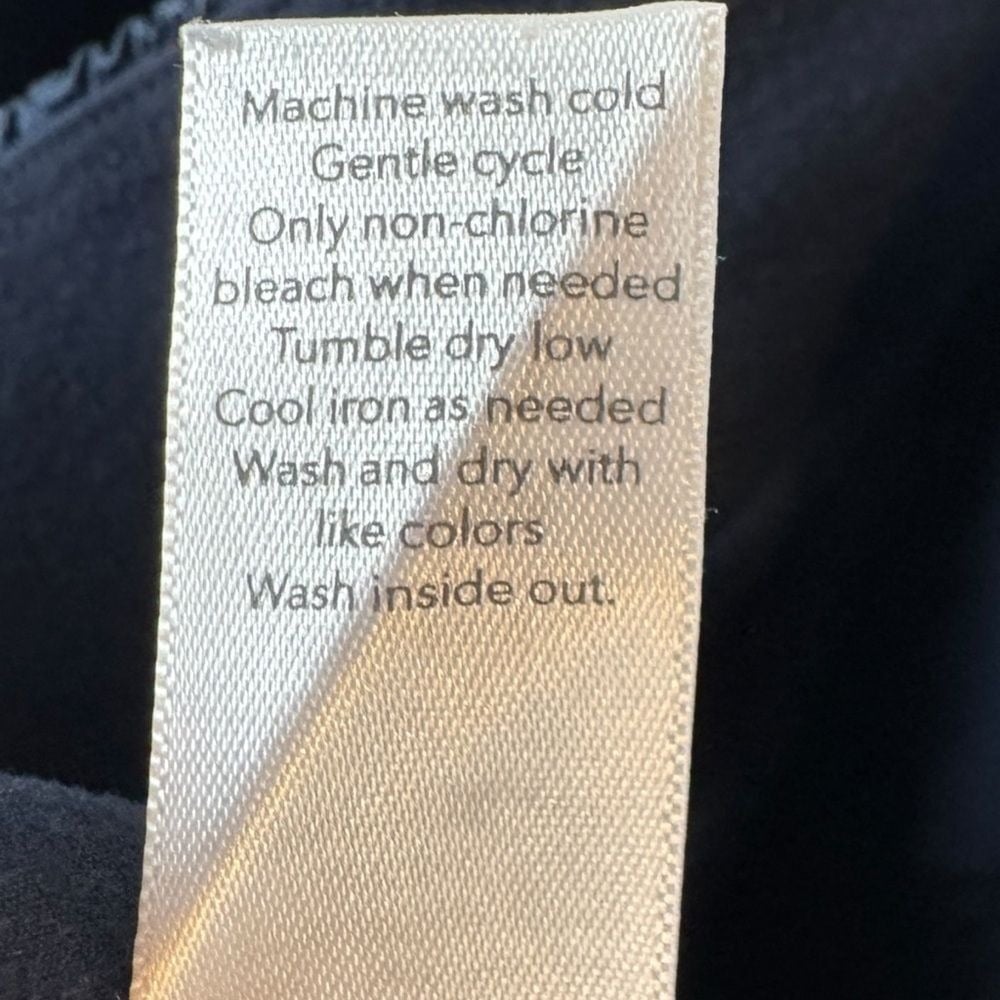 Machine wash cold
Gentle cycle
Only non-chlorine
bleach when needed
Tumble dry low
Cool iron as needed
Wash and dry with
like colors
Wash inside out.